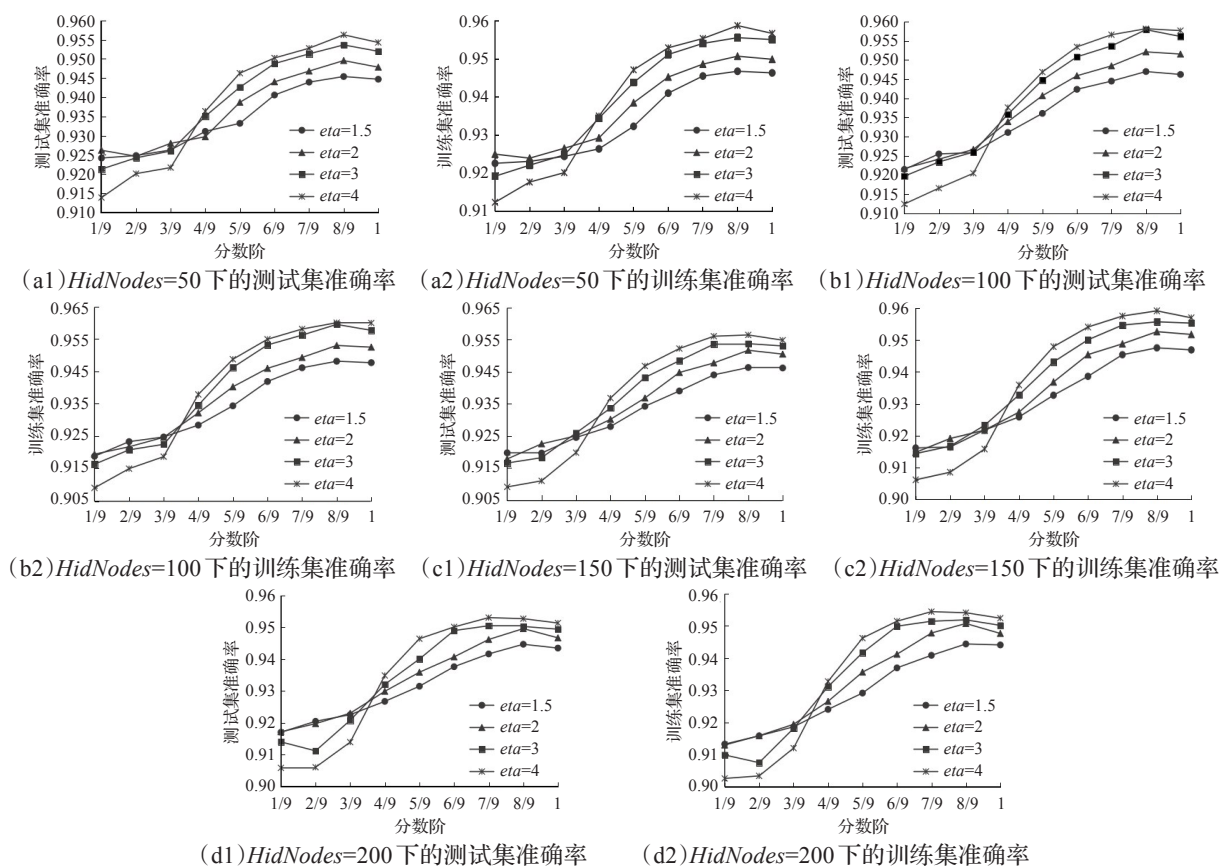 测试集准确率
0.960
0.955
0.950
0.945
0.940
0.935
0.930
0.925
0.920
0.915
0.910
1/9 2/9 3/9 4/9 5/9 6/9 7/9 8/9 1
分数阶
eta=1.5
eta=2
eta=3
eta=4
(a1)HidNodes=50下的测试集准确率
训练集准确率
0.96
0.95
0.94
0.93
0.92
0.91
1/9 2/9 3/9 4/9 5/9 6/9 7/9 8/9 1
分数阶
eta=1.5
eta=2
eta=3
eta=4
(a2)HidNodes=50下的训练集准确率
测试集准确率
0.960
0.955
0.950
0.945
0.940
0.935
0.930
0.925
0.920
0.915
0.910
1/9 2/9 3/9 4/9 5/9 6/9 7/9 8/9 1
分数阶
eta=1.5
eta=2
eta=3
eta=4
(b1)HidNodes=100下的测试集准确率
训练集准确率
0.965
0.955
0.945
0.935
0.925
0.915
0.905
1/9 2/9 3/9 4/9 5/9 6/9 7/9 8/9 1
分数阶
eta=1.5
eta=2
eta=3
eta=4
(b2)HidNodes=100下的训练集准确率
测试集准确率
0.965
0.955
0.945
0.935
0.925
0.915
0.905
1/9 2/9 3/9 4/9 5/9 6/9 7/9 8/9 1
分数阶
eta=1.5
eta=2
eta=3
eta=4
(c1)HidNodes=150下的测试集准确率
训练集准确率
0.96
0.95
0.94
0.93
0.92
0.91
0.90
1/9 2/9 3/9 4/9 5/9 6/9 7/9 8/9 1
分数阶
eta=1.5
eta=2
eta=3
eta=4
(c2)HidNodes=150下的训练集准确率
测试集准确率
0.96
0.95
0.94
0.93
0.92
0.91
0.90
1/9 2/9 3/9 4/9 5/9 6/9 7/9 8/9 1
分数阶
eta=1.5
eta=2
eta=3
eta=4
(d1)HidNodes=200下的测试集准确率
训练集准确率
0.96
0.95
0.94
0.93
0.92
0.91
0.90
1/9 2/9 3/9 4/9 5/9 6/9 7/9 8/9 1
分数阶
eta=1.5
eta=2
eta=3
eta=4
(d2)HidNodes=200下的训练集准确率